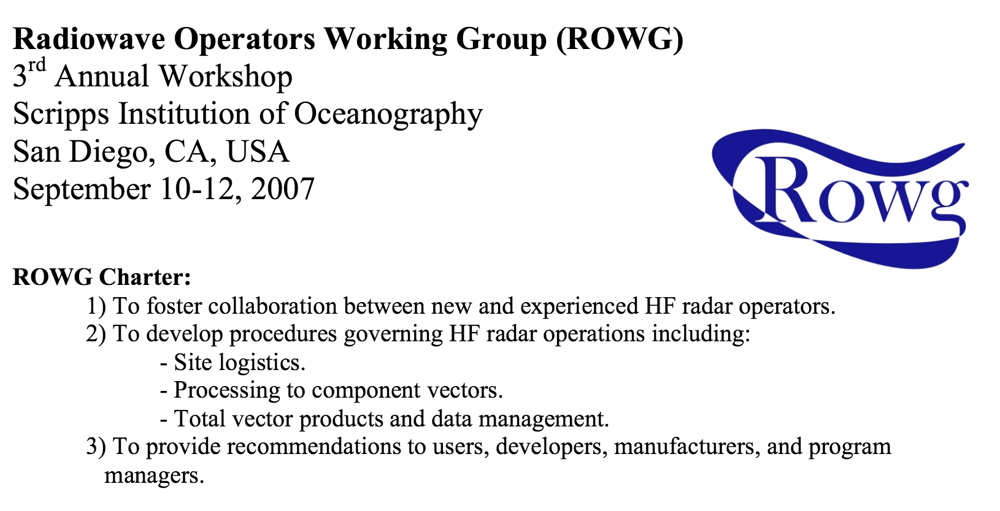 Radiowave Operators Working Group (ROWG)
3rd Annual Workshop
Scripps Institution of Oceanography
San Diego, CA, USA
September 10-12, 2007
Rowg
ROWG Charter:
1) To foster collaboration between new and experienced HF radar operators.
2) To develop procedures governing HF radar operations including:
- Site logistics.
- Processing to component vectors.
- Total vector products and data management.
3) To provide recommendations to users, developers, manufacturers, and program
managers.